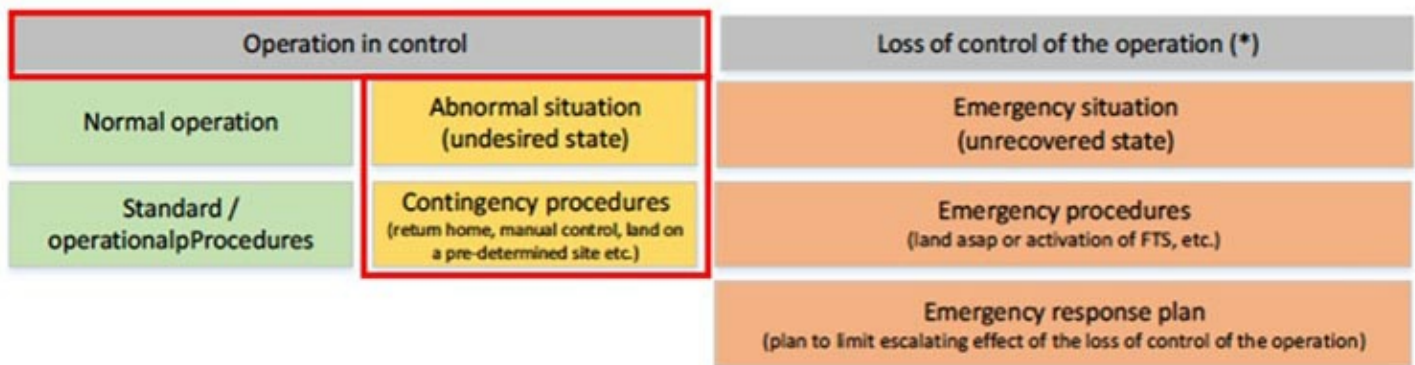 Operation in control
Loss of control of the operation (*)
Normal operation
Abnormal situation
(undesired state)
Emergency situation
(unrecovered state)
Standard /
operationalpProcedures
Contingency procedures
(return home, manual control, land on
a pre-determined site etc.)
Emergency procedures
(land asap or activation of FTS, etc.)
Emergency response plan
(plan to limit escalating effect of the loss of control of the operation)